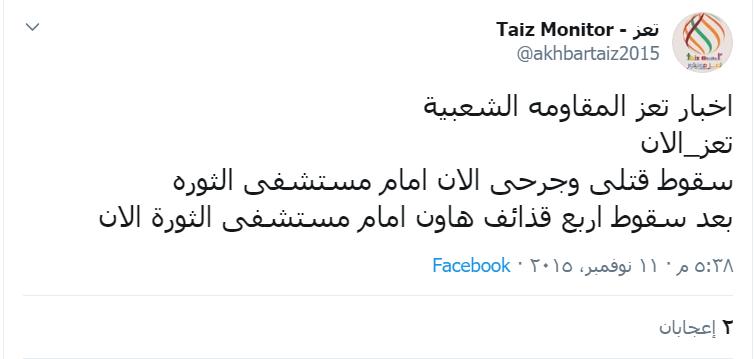 تعز - Taiz Monitor
@akhbartaiz2015
اخبار تعز المقاومه الشعبية
تعز_الان
سقوط قتلى وجرحى الان امام مستشفى الثوره
بعد سقوط اربع قذائف هاون امام مستشفى الثورة الان
٥:٣٨ م · ١١ نوفمبر، ٢٠١٥ · Facebook
٢ إعجابان